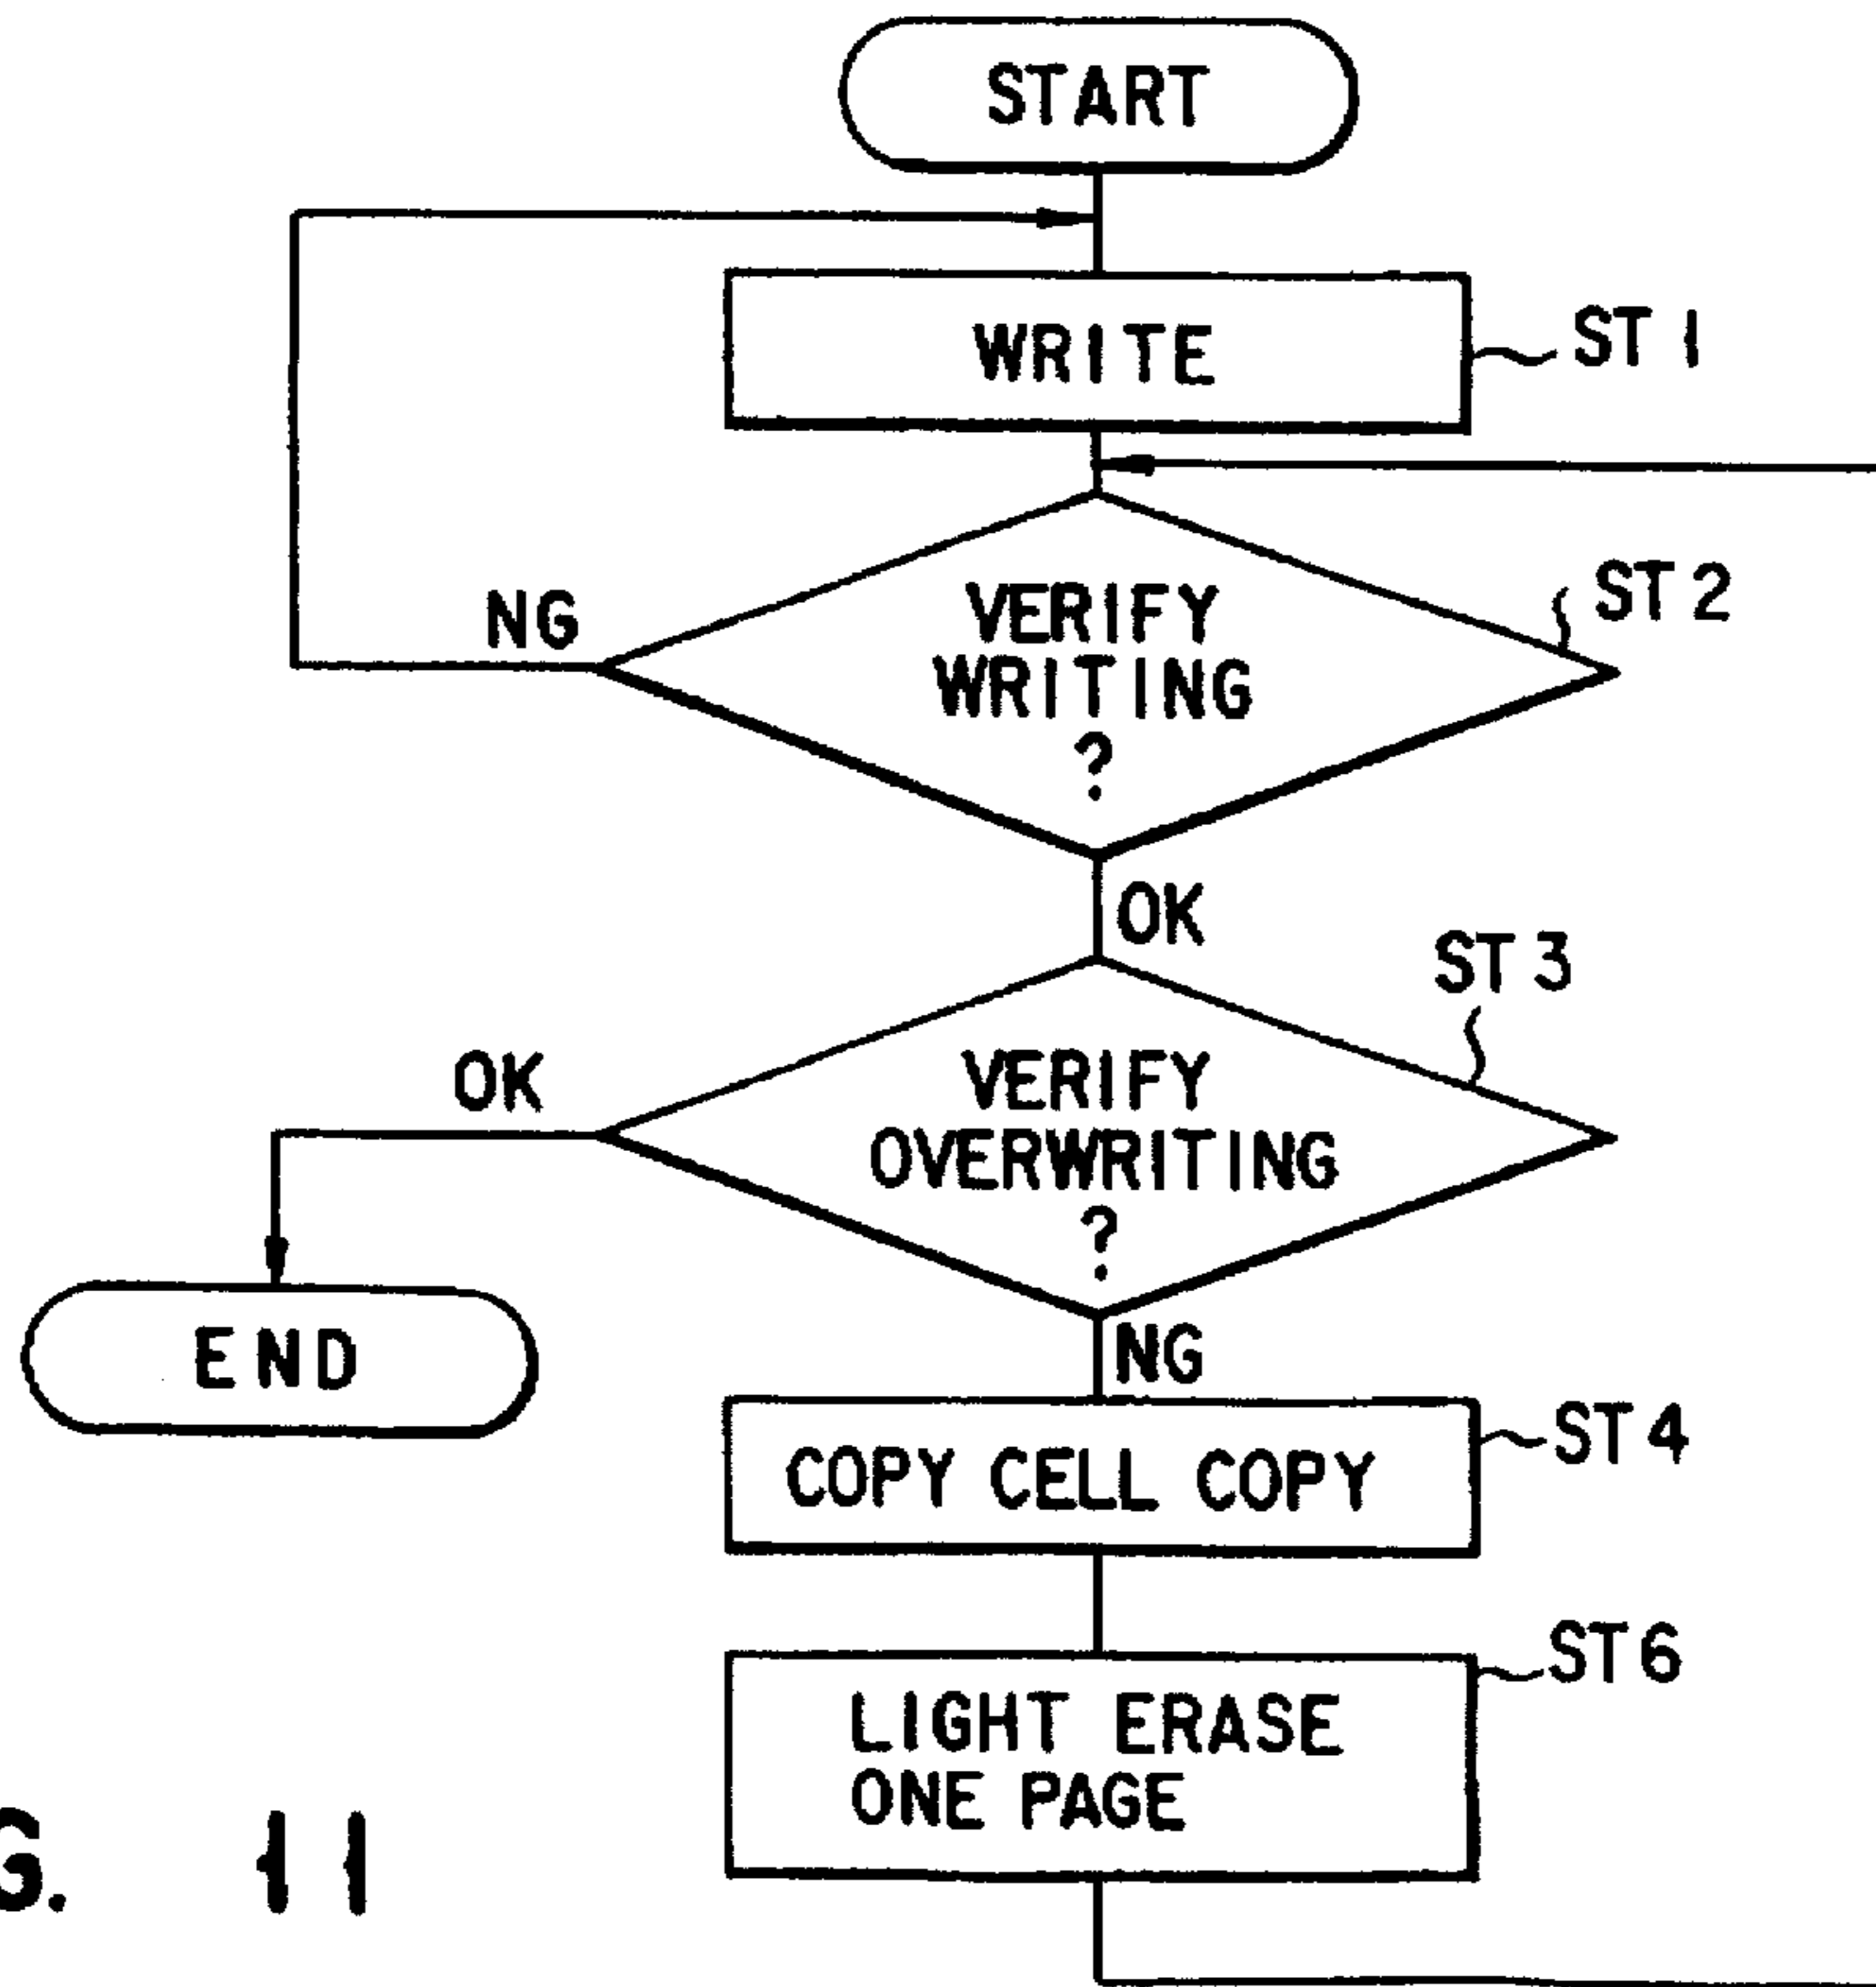 START
WRITE
ST 1
VERIFY
WRITING
?
ST 2
NG
OK
VERIFY
OVERWRITING
?
ST 3
OK
END
NG
COPY CELL COPY
ST 4
LIGHT ERASE
ONE PAGE
ST 6
G. 11